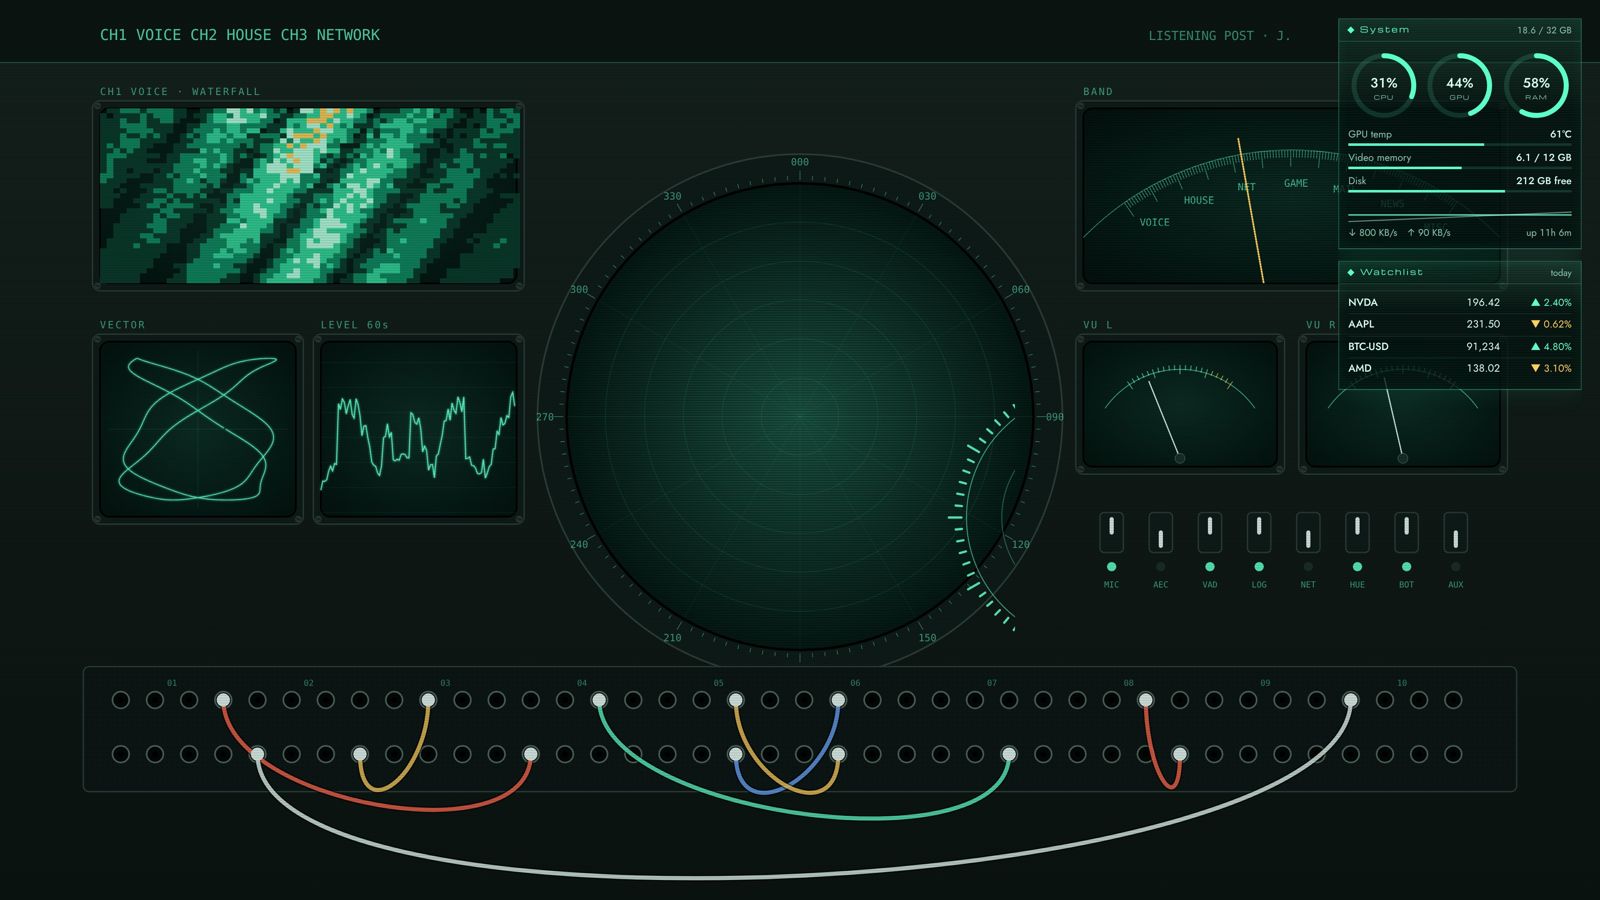 CH1 VOICE CH2 HOUSE CH3 NETWORK
LISTENING POST · J.
◆ System
18.6 / 32 GB
31%
CPU
44%
GPU
58%
RAM
GPU temp
61°C
Video memory
6.1 / 12 GB
Disk
212 GB free
↓ 800 KB/s ↑ 90 KB/s
up 11h 6m
◆ Watchlist
today
NVDA 196.42 ▲ 2.40%
AAPL 231.50 ▼ 0.62%
BTC-USD 91,234 ▲ 4.80%
AMD 138.02 ▼ 3.10%
CH1 VOICE · WATERFALL
BAND
VOICE
HOUSE
NET
GAME
NEWS
VECTOR
LEVEL 60s
VU L
VU R
000
030
060
090
120
150
210
240
270
300
330
MIC AEC VAD LOG NET HUE BOT AUX
01 02 03 04 05 06 07 08 09 10